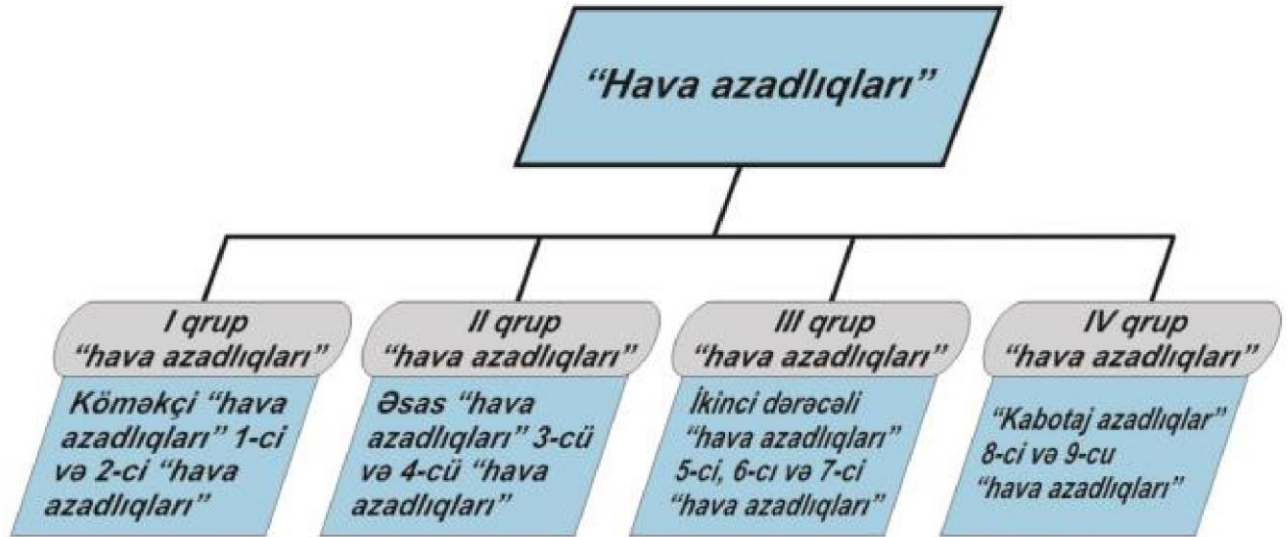 “Hava azadlıqları”
I qrup
“hava azadlıqları”
Köməkçi “hava
azadlıqları” 1-ci
və 2-ci “hava
azadlıqları”
II qrup
“hava azadlıqları”
Əsas “hava
azadlıqları” 3-cü
və 4-cü “hava
azadlıqları”
III qrup
“hava azadlıqları”
İkinci dərəcəli
“hava azadlıqları”
5-ci, 6-cı və 7-ci
“hava azadlıqları”
IV qrup
“hava azadlıqları”
“Kabotaj azadlıqlar”
8-ci və 9-cu
“hava azadlıqları”